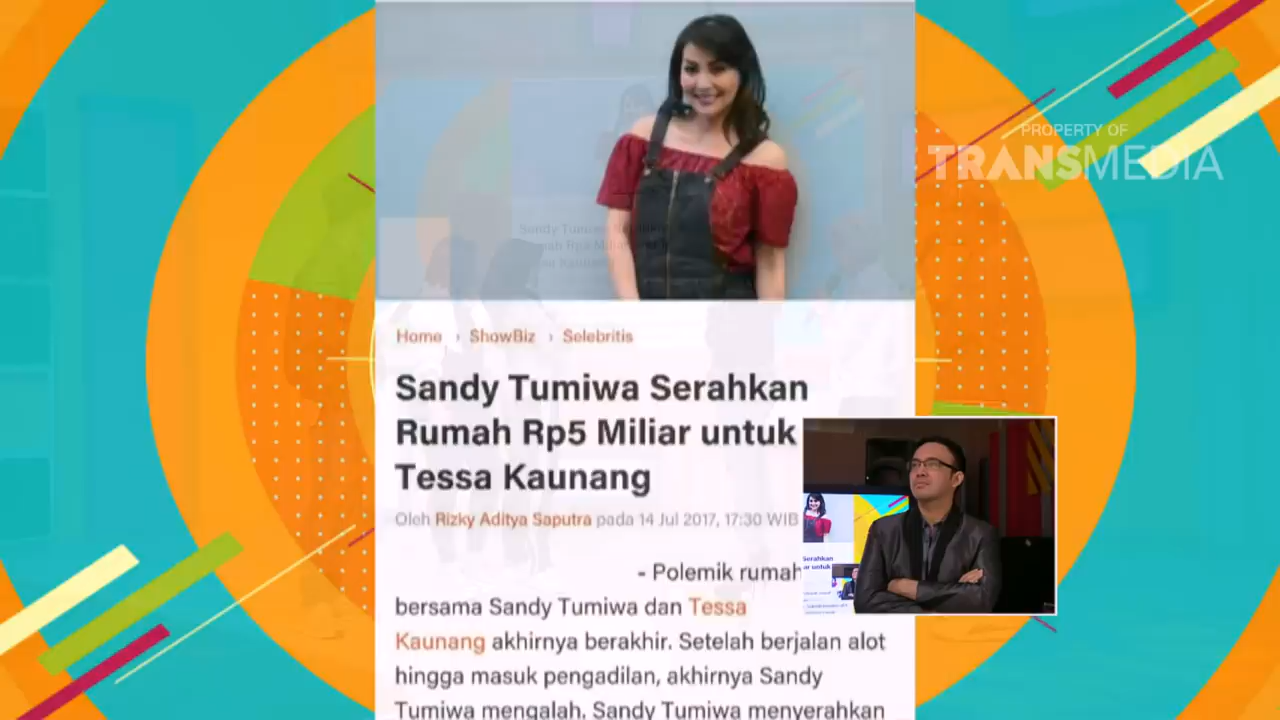 PROPERTY OF
TRANSMEDIA
Home › ShowBiz › Selebritis
Sandy Tumiwa Serahkan
Rumah Rp5 Miliar untuk
Tessa Kaunang
Oleh Rizky Aditya Saputra pada 14 Jul 2017, 17:30 WIB
- Polemik rumah
bersama Sandy Tumiwa dan Tessa
Kaunang akhirnya berakhir. Setelah berjalan alot
hingga masuk pengadilan, akhirnya Sandy
Tumiwa mengalah. Sandy Tumiwa menyerahkan
Serahkan
ar untuk